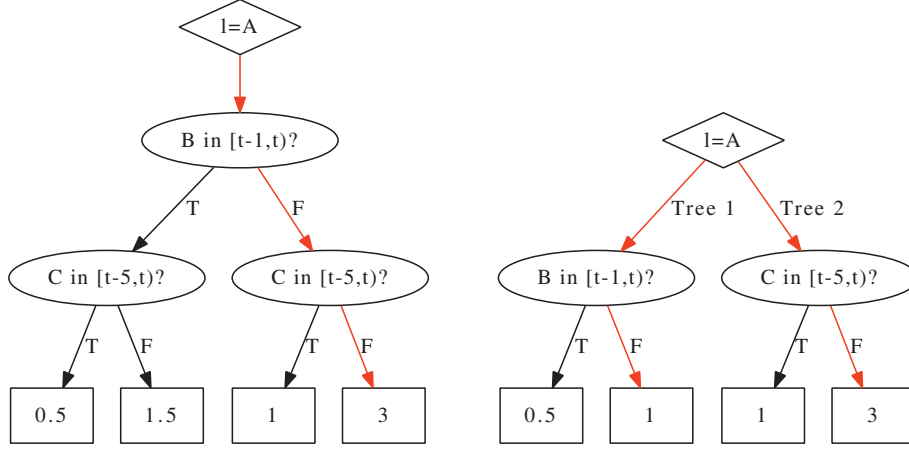 l=A
B in [t-1,t)?
T
F
C in [t-5,t)?
C in [t-5,t)?
T
F
T
F
0.5
1.5
1
3
l=A
Tree 1
Tree 2
B in [t-1,t)?
C in [t-5,t)?
T
F
T
F
0.5
1
1
3